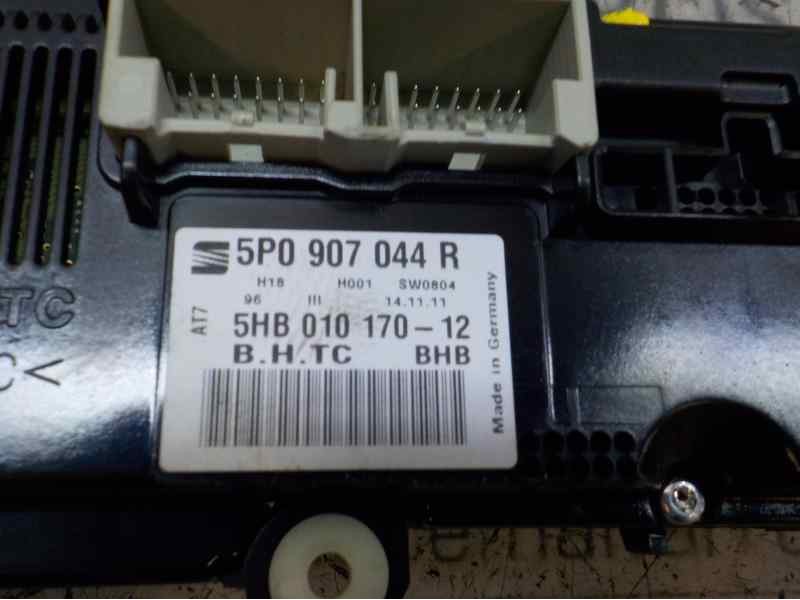 5P0 907 044 R
H18 H001 SW0804
96 III 14.11.11
AT7
5HB 010 170-12
B.H.TC BHB
Made in Germany
TC